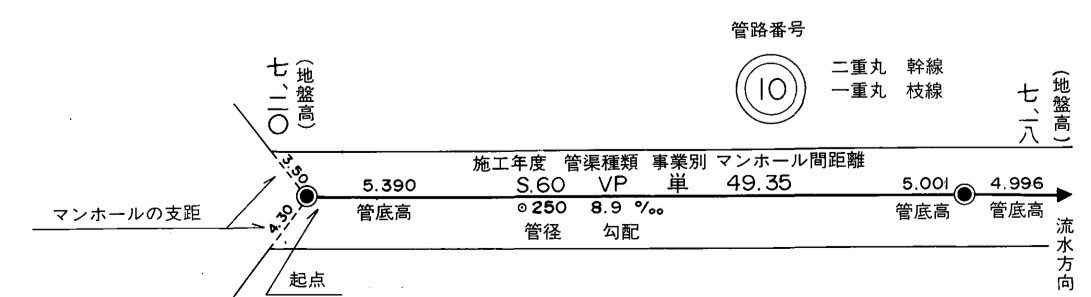 管路番号
10
二重丸 幹線
一重丸 枝線
(地盤高)
七、二〇
(地盤高)
七、一八
施工年度 管渠種類 事業別 マンホール間距離
S.60 VP 単 49.35
3.50
5.390
管底高
5.001
管底高
4.996
管底高
⊙250 8.9 ‰
管径 勾配
マンホールの支距
4.30
起点
流水方向